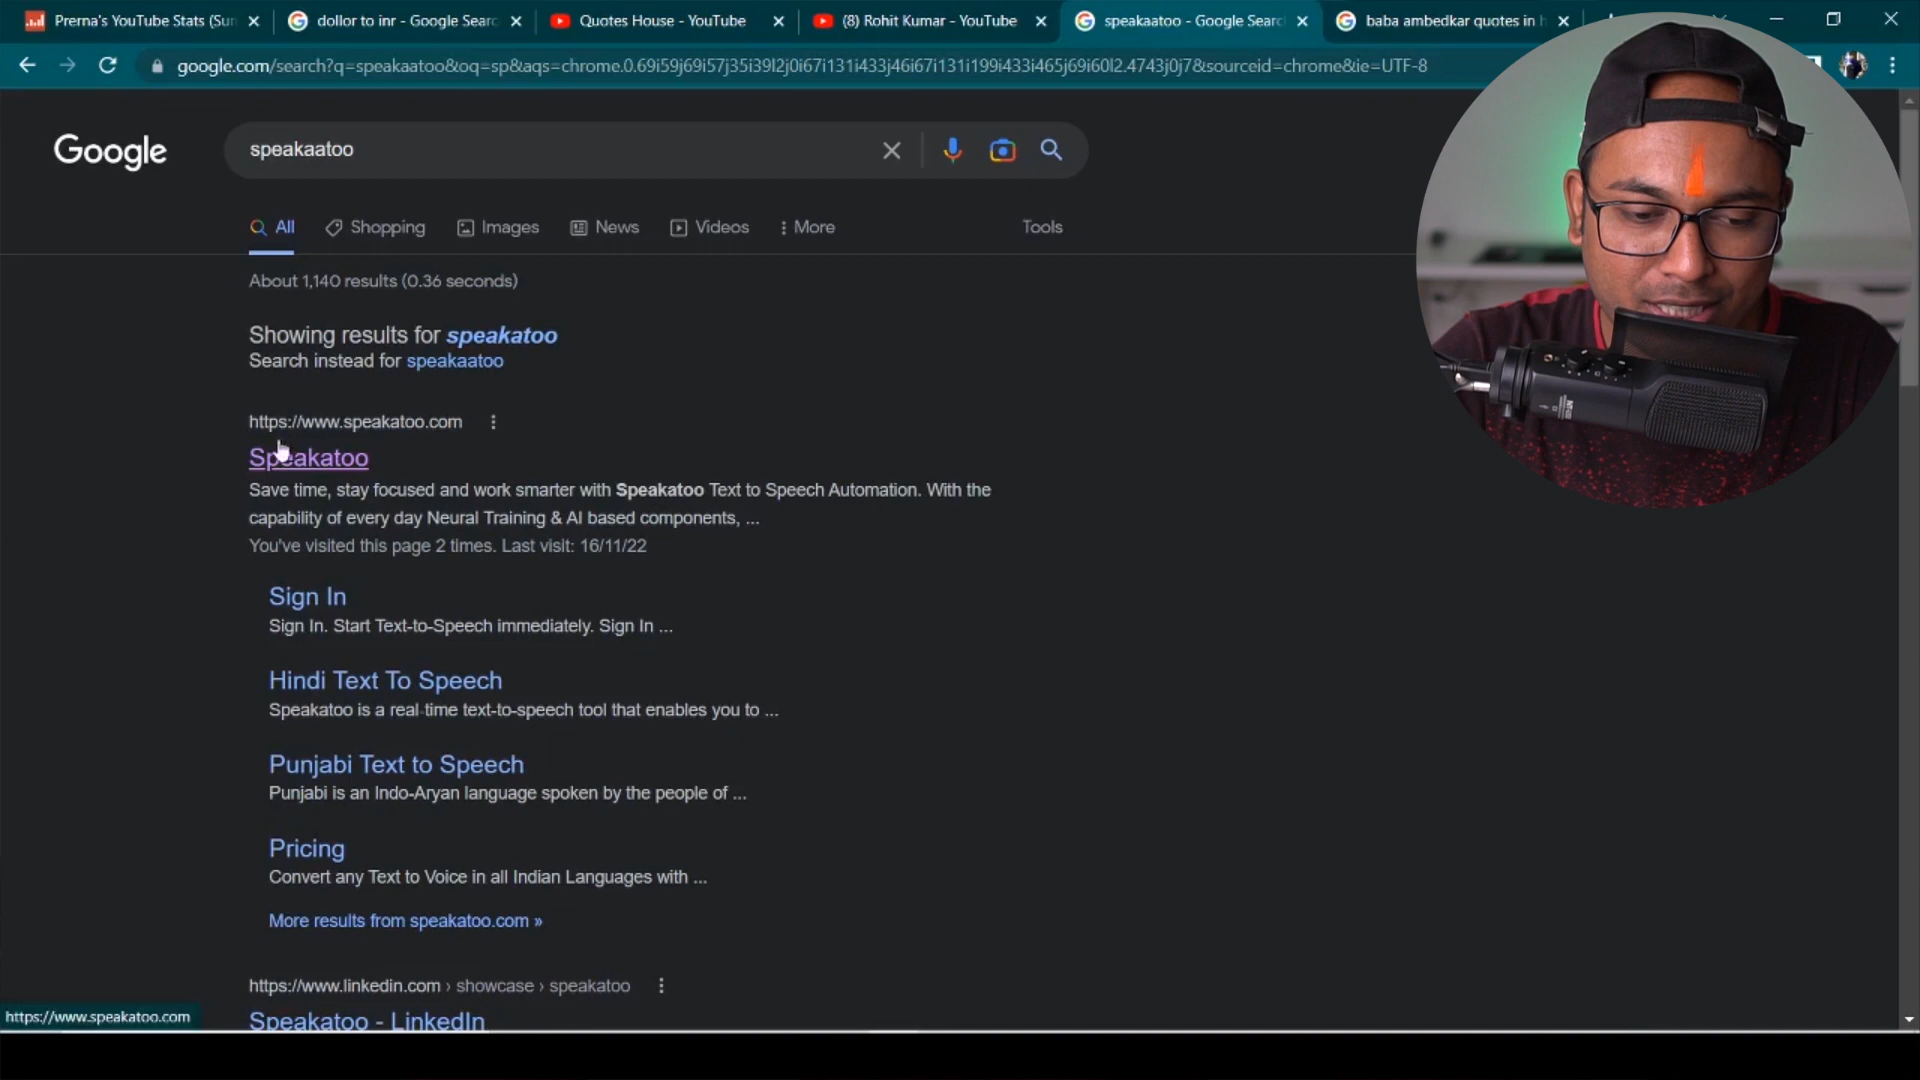 Prerna's YouTube Stats (Sum
dollor to inr - Google Searc
Quotes House - YouTube
(8) Rohit Kumar - YouTube
speakaatoo - Google Searc
baba ambedkar quotes in h
google.com/search?q=speakaatoo&oq=sp&aqs=chrome.0.69i59j69i57j35i39l2j0i67i131i433j46i67i131i199i433i465j69i60l2.4743j0j7&sourceid=chrome&ie=UTF-8
Google
speakaatoo
All
Shopping
Images
News
Videos
More
Tools
About 1,140 results (0.36 seconds)
Showing results for speakatoo
Search instead for speakaatoo
https://www.speakatoo.com
Speakatoo
Save time, stay focused and work smarter with Speakatoo Text to Speech Automation. With the
capability of every day Neural Training & AI based components, ...
You've visited this page 2 times. Last visit: 16/11/22
Sign In
Sign In. Start Text-to-Speech immediately. Sign In ...
Hindi Text To Speech
Speakatoo is a real time text-to-speech tool that enables you to ...
Punjabi Text to Speech
Punjabi is an Indo-Aryan language spoken by the people of ...
Pricing
Convert any Text to Voice in all Indian Languages with ...
More results from speakatoo.com »
https://www.linkedin.com › showcase › speakatoo
Speakatoo - LinkedIn
https://www.speakatoo.com